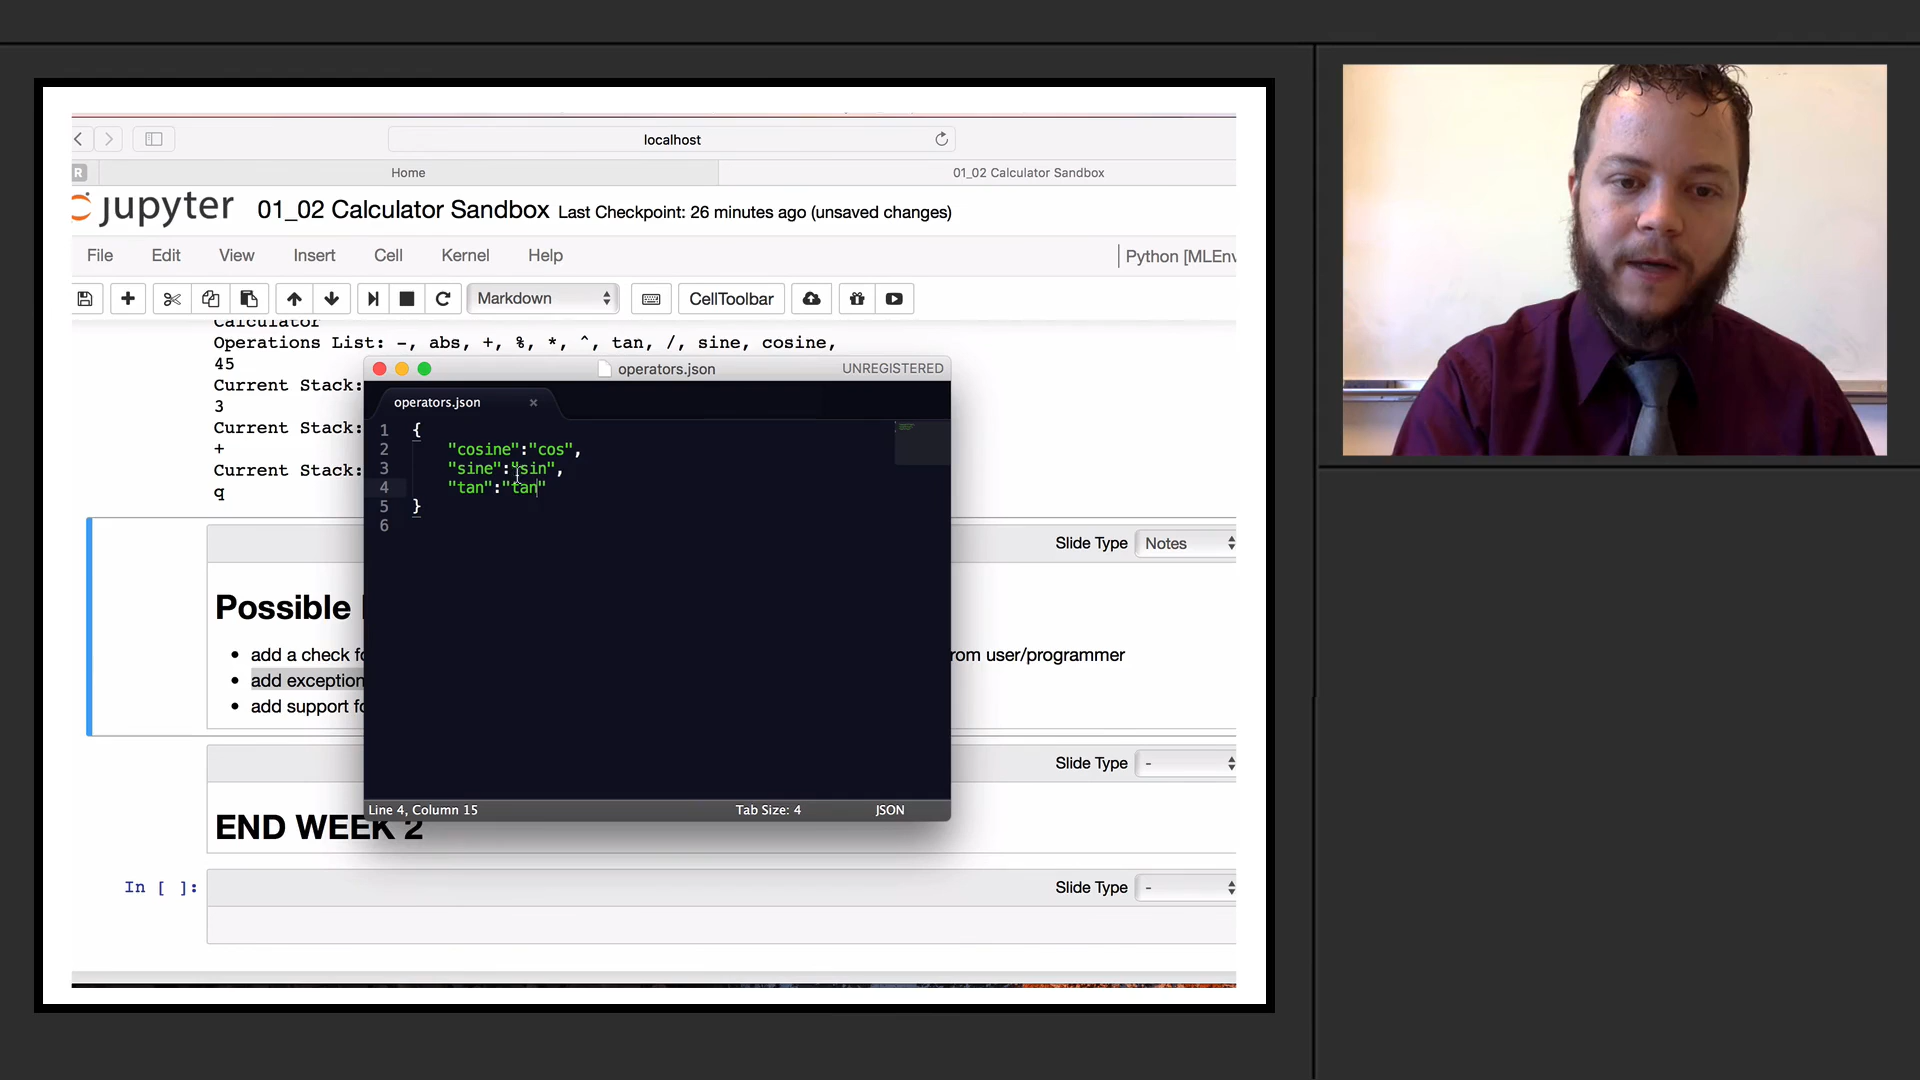 localhost
R
Home
01_02 Calculator Sandbox
jupyter 01_02 Calculator Sandbox Last Checkpoint: 26 minutes ago (unsaved changes)
File Edit View Insert Cell Kernel Help
Python [MLEnv
Markdown
CellToolbar
Calculator
Operations List: -, abs, +, %, *, ^, tan, /, sine, cosine,
45
Current Stack:
3
Current Stack:
+
Current Stack:
q
operators.json
UNREGISTERED
operators.json
1 {
2 "cosine":"cos",
3 "sine":"sin",
4 "tan":"tan"
5 }
6
Line 4, Column 15
Tab Size: 4
JSON
Slide Type Notes
Possible
add a check
rom user/programmer
add exception
add support
Slide Type -
END WEEK 2
In [ ]:
Slide Type -